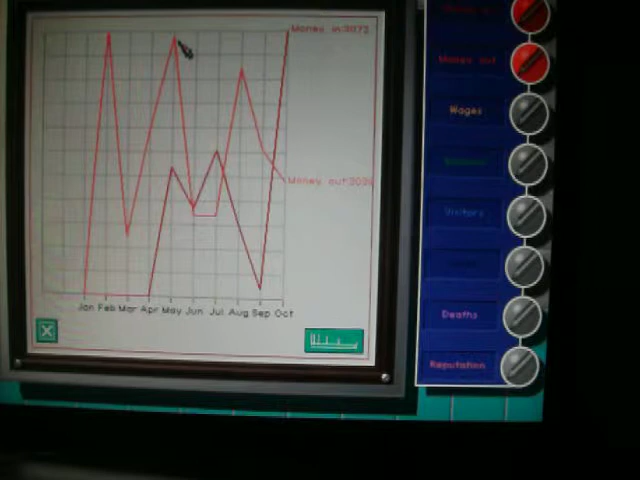 Money in:3073
Money out
Jan Feb Mar Apr May Jun Jul Aug Sep Oct
Money out
Wages
Visitors
Deaths
Reputation